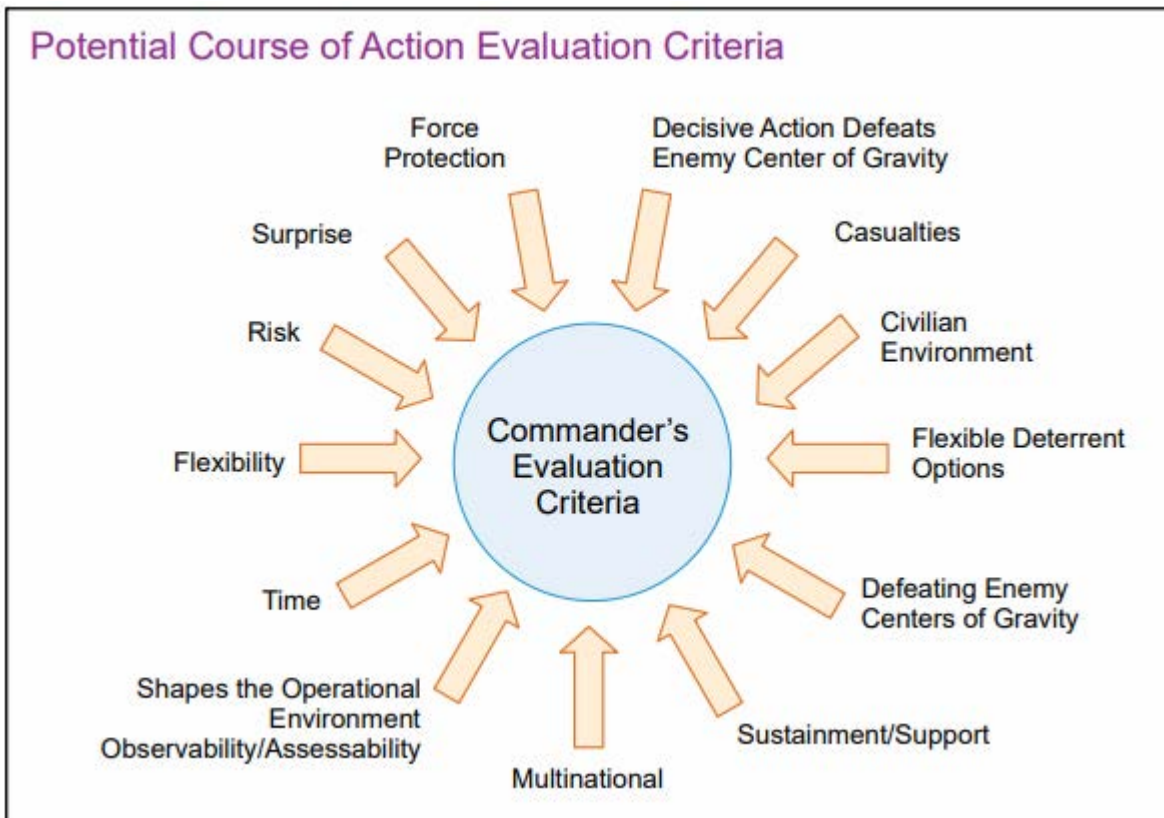 Potential Course of Action Evaluation Criteria
Force
Protection
Decisive Action Defeats
Enemy Center of Gravity
Surprise
Casualties
Risk
Civilian
Environment
Commander’s
Evaluation
Criteria
Flexibility
Flexible Deterrent
Options
Time
Defeating Enemy
Centers of Gravity
Shapes the Operational
Environment
Observability/Assessability
Sustainment/Support
Multinational